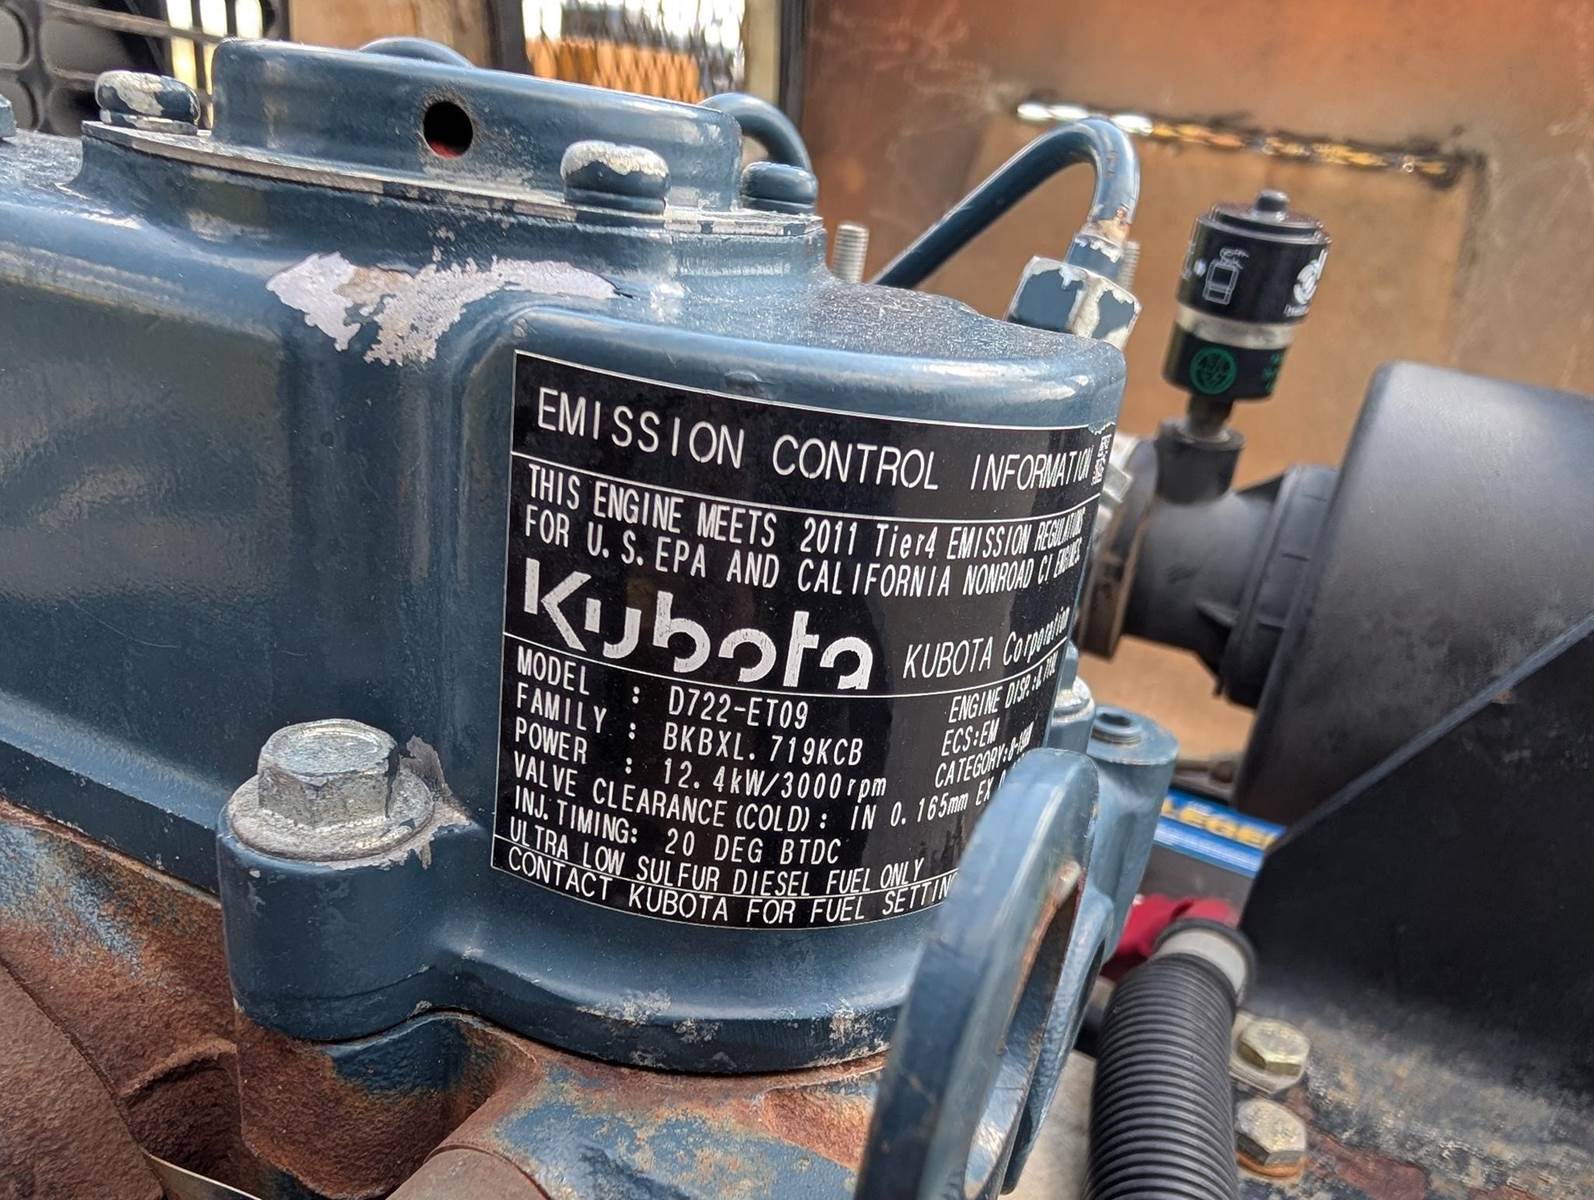 EMISSION CONTROL INFORMATION
THIS ENGINE MEETS 2011 Tier4 EMISSION REGULATIONS
FOR U.S.EPA AND CALIFORNIA NONROAD CI ENGINES
Kubota KUBOTA Corporation
MODEL : D722-ET09 ENGINE DISP.:
FAMILY : BKBXL.719KCB ECS:EM
POWER : 12.4kW/3000rpm CATEGORY:
VALVE CLEARANCE(COLD): IN 0.165mm EX
INJ.TIMING: 20 DEG BTDC
ULTRA LOW SULFUR DIESEL FUEL ONLY
CONTACT KUBOTA FOR FUEL SETTIN